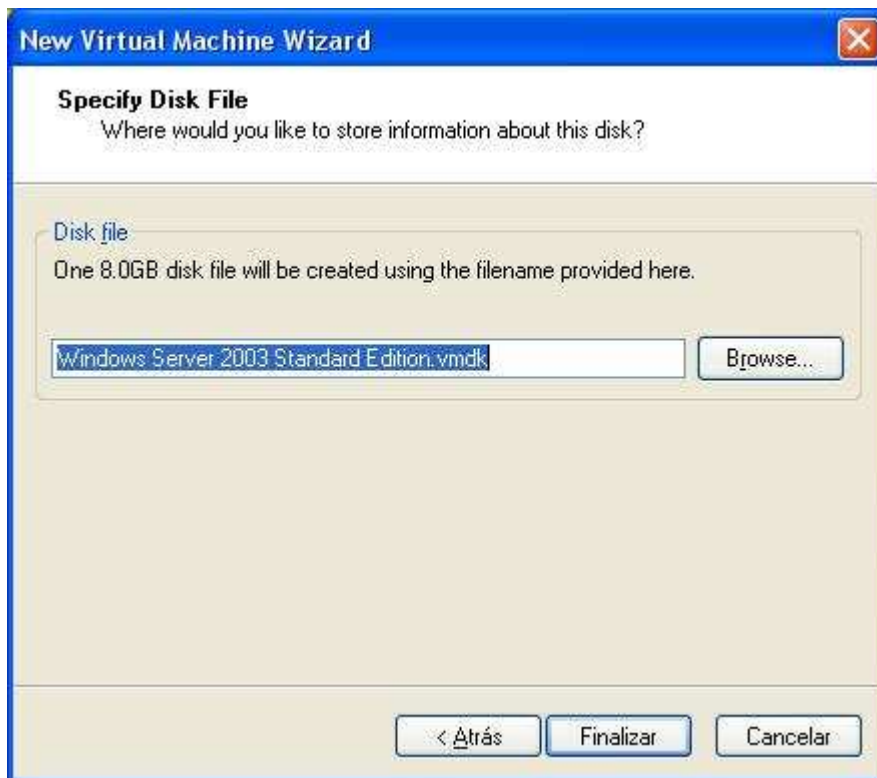 New Virtual Machine Wizard
Specify Disk File
Where would you like to store information about this disk?
Disk file
One 8.0GB disk file will be created using the filename provided here.
Windows Server 2003 Standard Edition.vmdk
Browse...
< Atrás
Finalizar
Cancelar